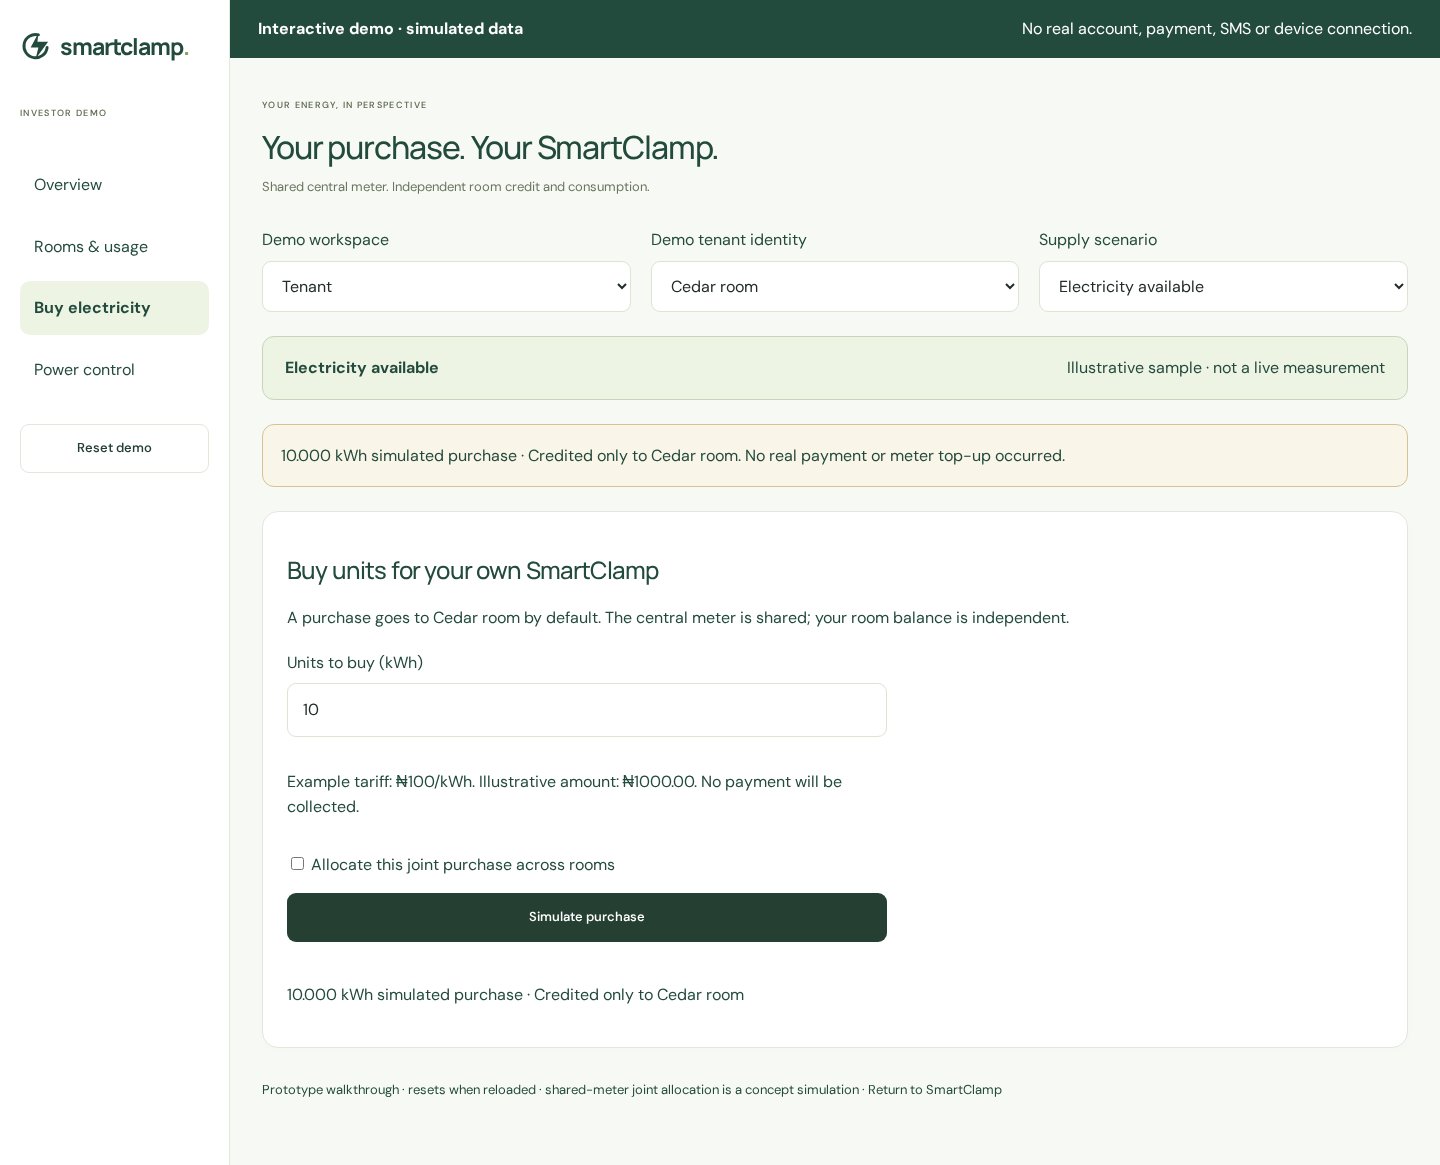 smartclamp.
INVESTOR DEMO
Overview
Rooms & usage
Buy electricity
Power control
Reset demo
Interactive demo · simulated data
No real account, payment, SMS or device connection.
YOUR ENERGY, IN PERSPECTIVE
Your purchase. Your SmartClamp.
Shared central meter. Independent room credit and consumption.
Demo workspace
Demo tenant identity
Supply scenario
Tenant
Cedar room
Electricity available
Electricity available
Illustrative sample · not a live measurement
10.000 kWh simulated purchase · Credited only to Cedar room. No real payment or meter top-up occurred.
Buy units for your own SmartClamp
A purchase goes to Cedar room by default. The central meter is shared; your room balance is independent.
Units to buy (kWh)
10
Example tariff: ₦100/kWh. Illustrative amount: ₦1000.00. No payment will be
collected.
Allocate this joint purchase across rooms
Simulate purchase
10.000 kWh simulated purchase · Credited only to Cedar room
Prototype walkthrough · resets when reloaded · shared-meter joint allocation is a concept simulation · Return to SmartClamp